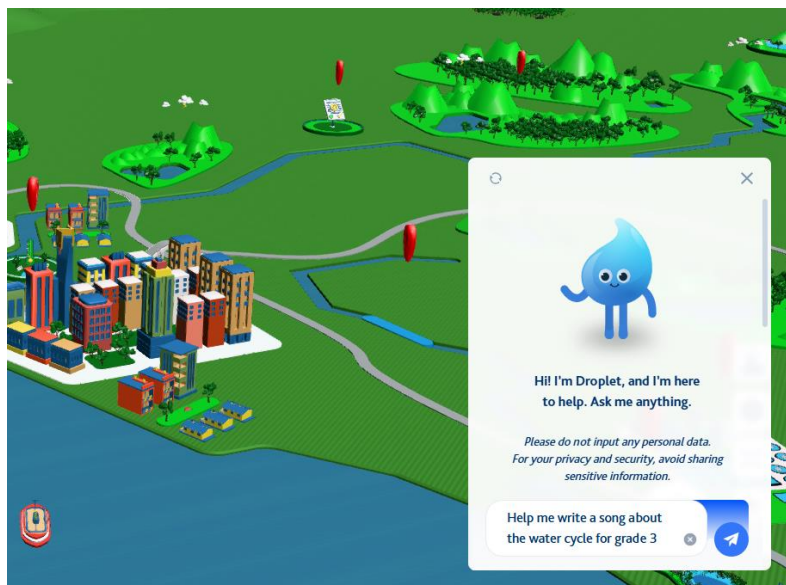 Hi! I'm Droplet, and I'm here
to help. Ask me anything.
Please do not input any personal data.
For your privacy and security, avoid sharing
sensitive information.
Help me write a song about
the water cycle for grade 3